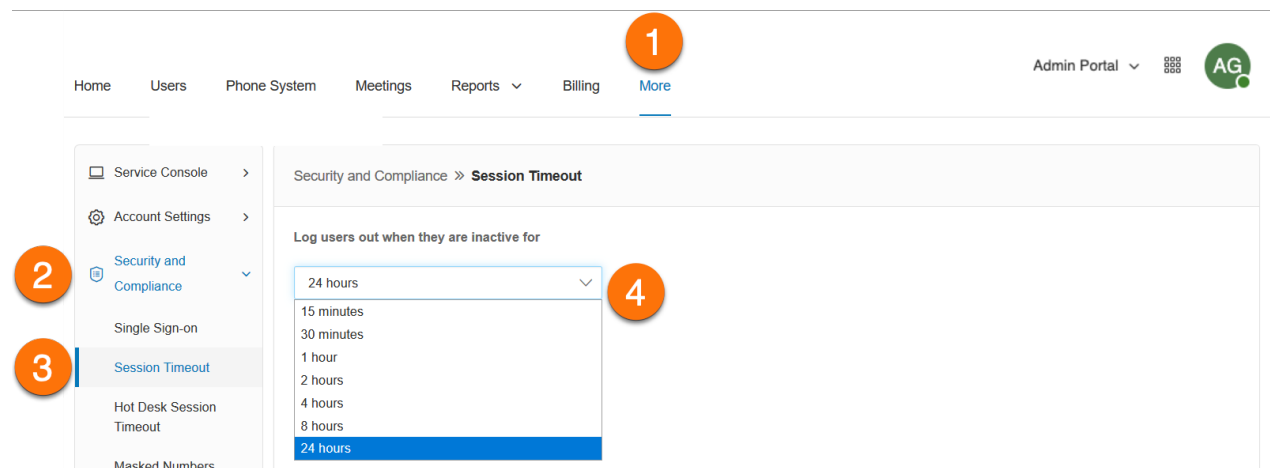 1
Admin Portal
AG
Home Users Phone System Meetings Reports Billing More
Service Console
Security and Compliance » Session Timeout
Account Settings
Log users out when they are inactive for
2
Security and
Compliance
24 hours
4
15 minutes
Single Sign-on
30 minutes
1 hour
3
Session Timeout
2 hours
4 hours
Hot Desk Session
Timeout
8 hours
24 hours
Masked Numbers